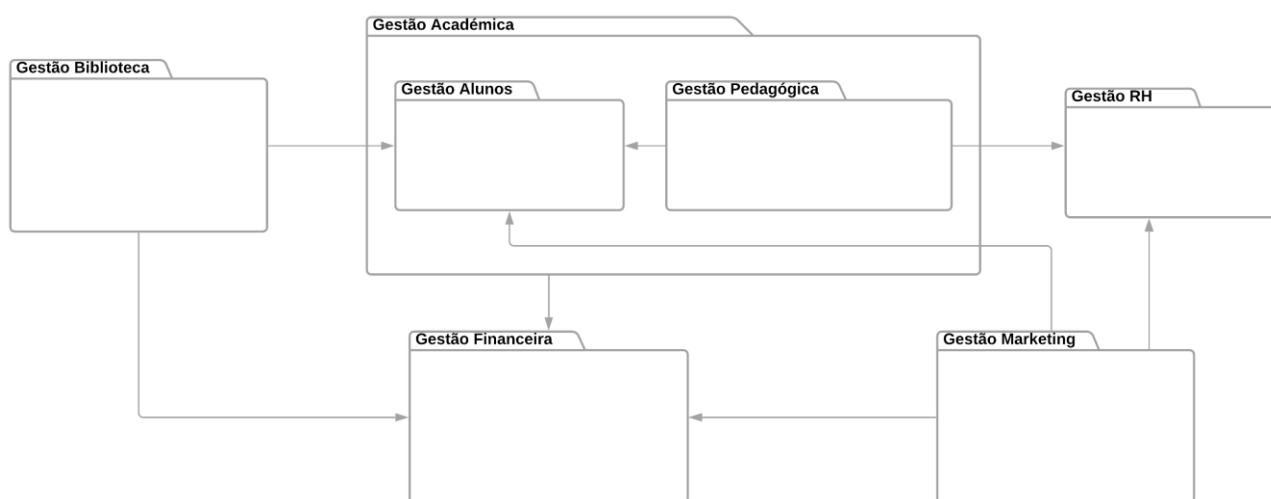 Gestão Académica
Gestão Biblioteca
Gestão Alunos
Gestão Pedagógica
Gestão RH
Gestão Financeira
Gestão Marketing